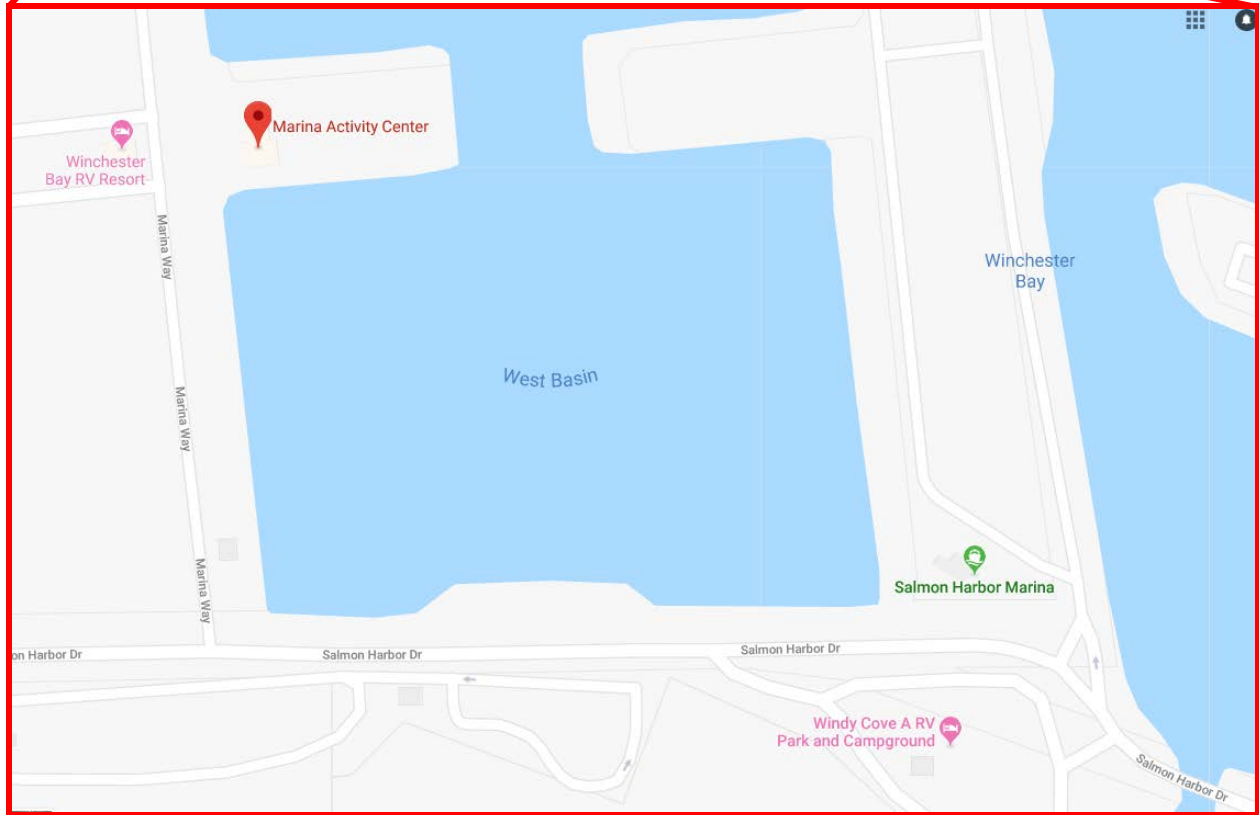 Marina Activity Center
Winchester
Bay RV Resort
Marina Way
Winchester
Bay
West Basin
Marina Way
Marina Way
Salmon Harbor Marina
on Harbor Dr
Salmon Harbor Dr
Salmon Harbor Dr
Windy Cove A RV
Park and Campground
Salmon Harbor Dr